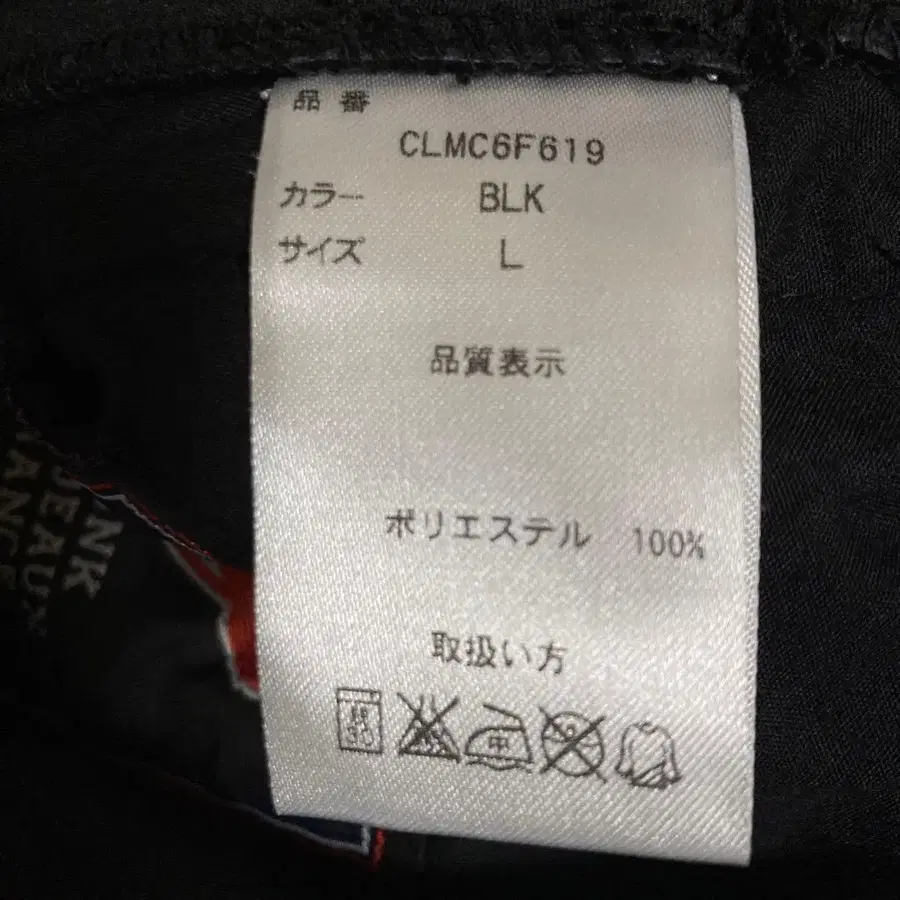 品番
CLMC6F619
カラー BLK
サイズ L
品質表示
ポリエステル 100%
取扱い方
中